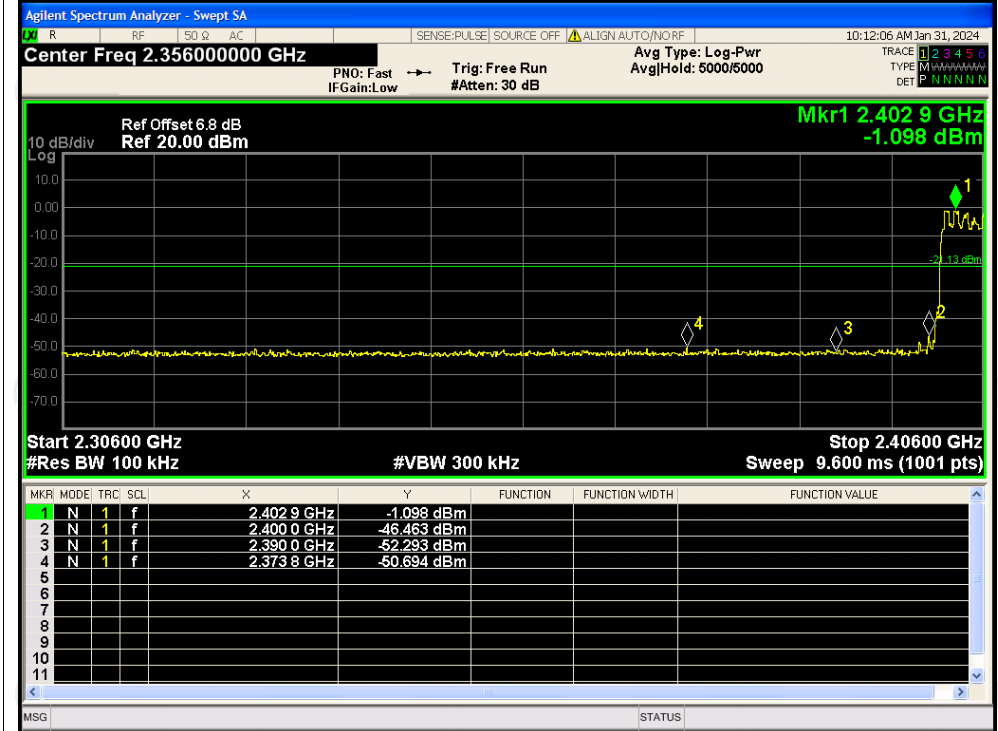 Agilent Spectrum Analyzer - Swept SA
LXI R RF 50 Ω AC SENSE:PULSE SOURCE OFF ALIGN AUTO/NO RF 10:12:06 AM Jan 31, 2024
Center Freq 2.356000000 GHz
PNO: Fast
IFGain:Low
Trig: Free Run
#Atten: 30 dB
Avg Type: Log-Pwr
Avg|Hold: 5000/5000
TRACE 1 2 3 4 5 6
TYPE M
DET P N N N N N
Mkr1 2.402 9 GHz
-1.098 dBm
Ref Offset 6.8 dB
10 dB/div Ref 20.00 dBm
Log
10.0
0.00
-10.0
-20.0
-30.0
-40.0
-50.0
-60.0
-70.0
1
-21.13 dBm
2
3
4
Start 2.30600 GHz Stop 2.40600 GHz
#Res BW 100 kHz #VBW 300 kHz Sweep 9.600 ms (1001 pts)
MKR MODE TRC SCL X Y FUNCTION FUNCTION WIDTH FUNCTION VALUE
1 N 1 f 2.402 9 GHz -1.098 dBm
2 N 1 f 2.400 0 GHz -46.463 dBm
3 N 1 f 2.390 0 GHz -52.293 dBm
4 N 1 f 2.373 8 GHz -50.694 dBm
5
6
7
8
9
10
11
MSG STATUS